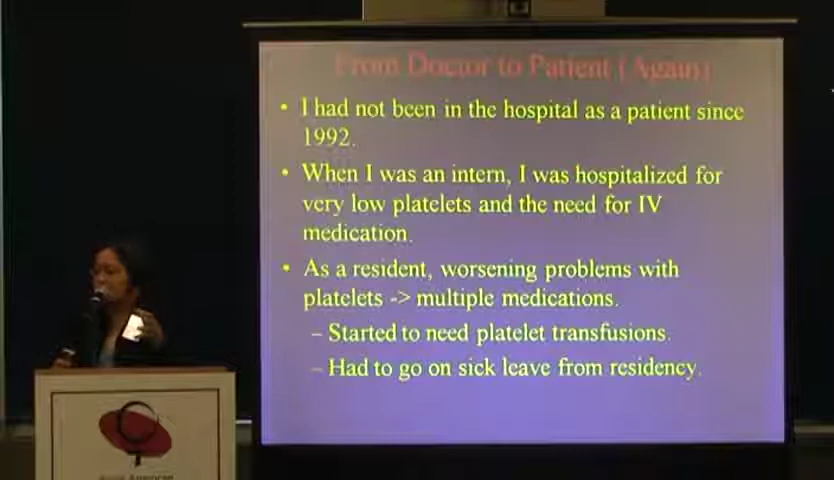 From Doctor to Patient (Again)
• I had not been in the hospital as a patient since
1992.
• When I was an intern, I was hospitalized for
very low platelets and the need for IV
medication.
• As a resident, worsening problems with
platelets -> multiple medications.
– Started to need platelet transfusions.
– Had to go on sick leave from residency.